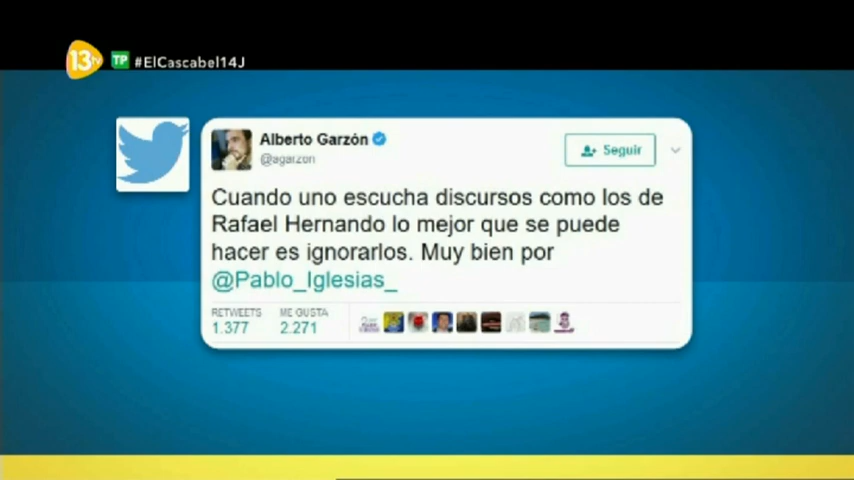 13tv TP #ElCascabel14J
Alberto Garzón
@agarzon
Seguir
Cuando uno escucha discursos como los de
Rafael Hernando lo mejor que se puede
hacer es ignorarlos. Muy bien por
@Pablo_Iglesias_
RETWEETS ME GUSTA
1.377 2.271